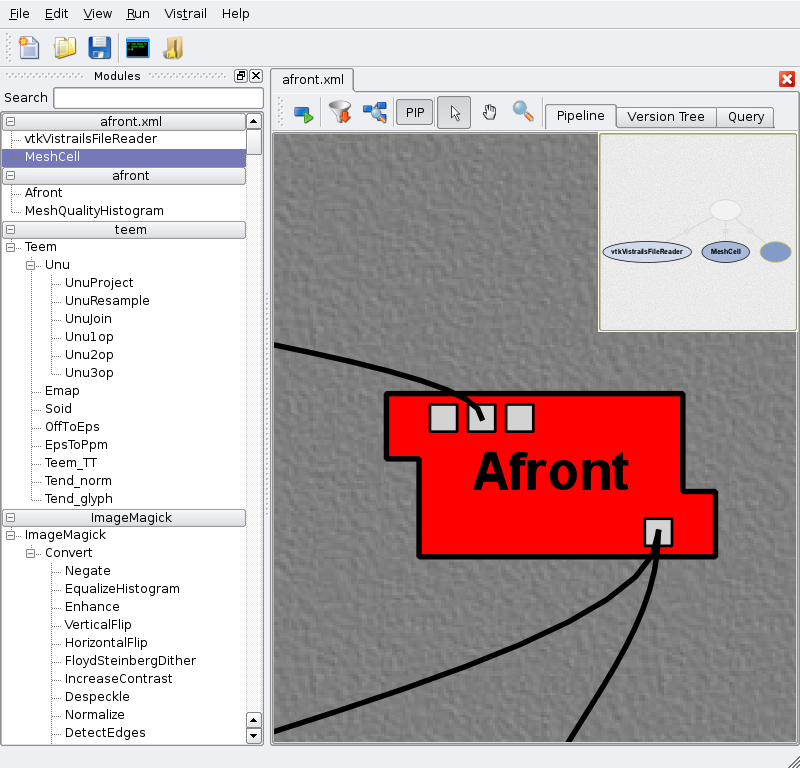 File Edit View Run Vistrail Help
Modules
Search
afront.xml
vtkVistrailsFileReader
MeshCell
afront
Afront
MeshQualityHistogram
teem
Teem
Unu
UnuProject
UnuResample
UnuJoin
Unu1op
Unu2op
Unu3op
Emap
Soid
OffToEps
EpsToPpm
Teem_TT
Tend_norm
Tend_glyph
ImageMagick
ImageMagick
Convert
Negate
EqualizeHistogram
Enhance
VerticalFlip
HorizontalFlip
FloydSteinbergDither
IncreaseContrast
Despeckle
Normalize
DetectEdges
afront.xml
PIP Pipeline Version Tree Query
vtkVistrailsFileReader MeshCell
Afront